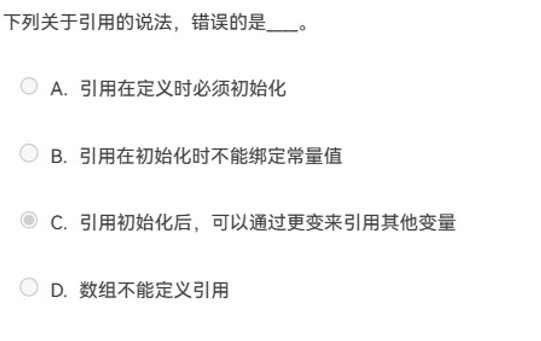 下列关于引用的说法，错误的是____。
A. 引用在定义时必须初始化
B. 引用在初始化时不能绑定常量值
C. 引用初始化后，可以通过更变来引用其他变量
D. 数组不能定义引用